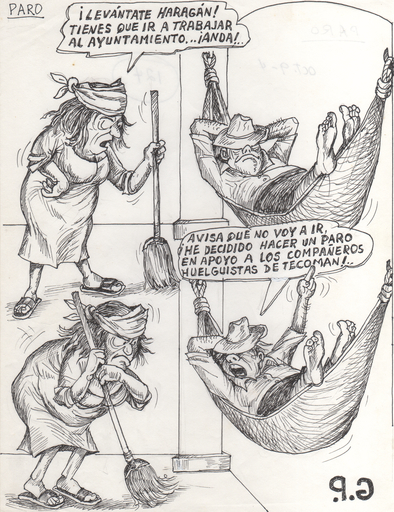 PARO
¡LEVÁNTATE HARAGÁN!
TIENES QUE IR A TRABAJAR
AL AYUNTAMIENTO...¡ANDA!..
AVISA QUE NO VOY A IR,
¡HE DECIDIDO HACER UN PARO
EN APOYO A LOS COMPAÑEROS
HUELGUISTAS DE TECOMAN!..
G.P.